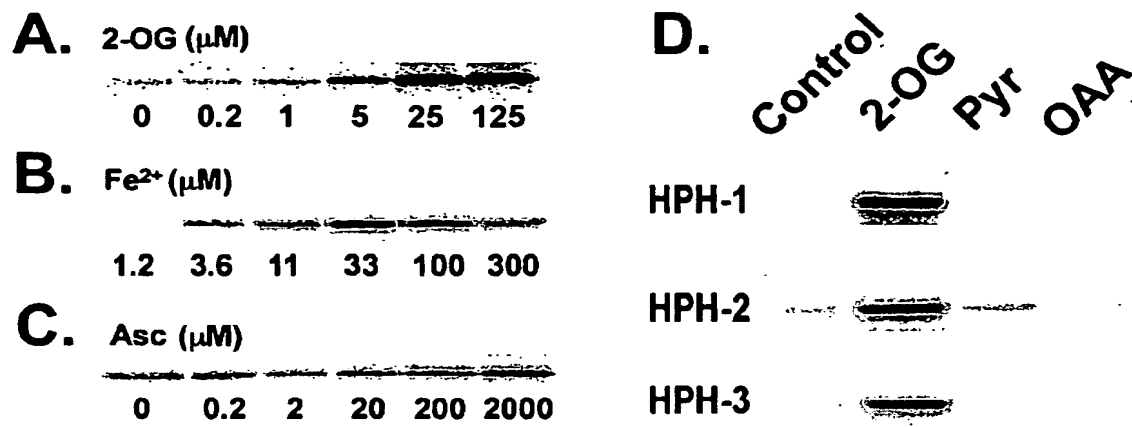 A. 2-OG (μM)
0 0.2 1 5 25 125
B. Fe²⁺ (μM)
1.2 3.6 11 33 100 300
C. Asc (μM)
0 0.2 2 20 200 2000
D.
Control 2-OG Pyr OAA
HPH-1
HPH-2
HPH-3